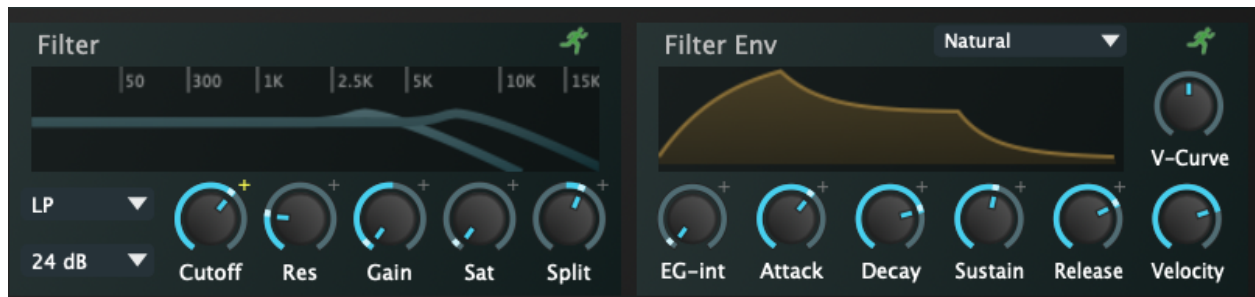 Filter
50 300 1K 2.5K 5K 10K 15K
LP
24 dB
Cutoff + Res + Gain + Sat + Split +
Filter Env Natural
V-Curve
EG-int + Attack + Decay + Sustain + Release + Velocity